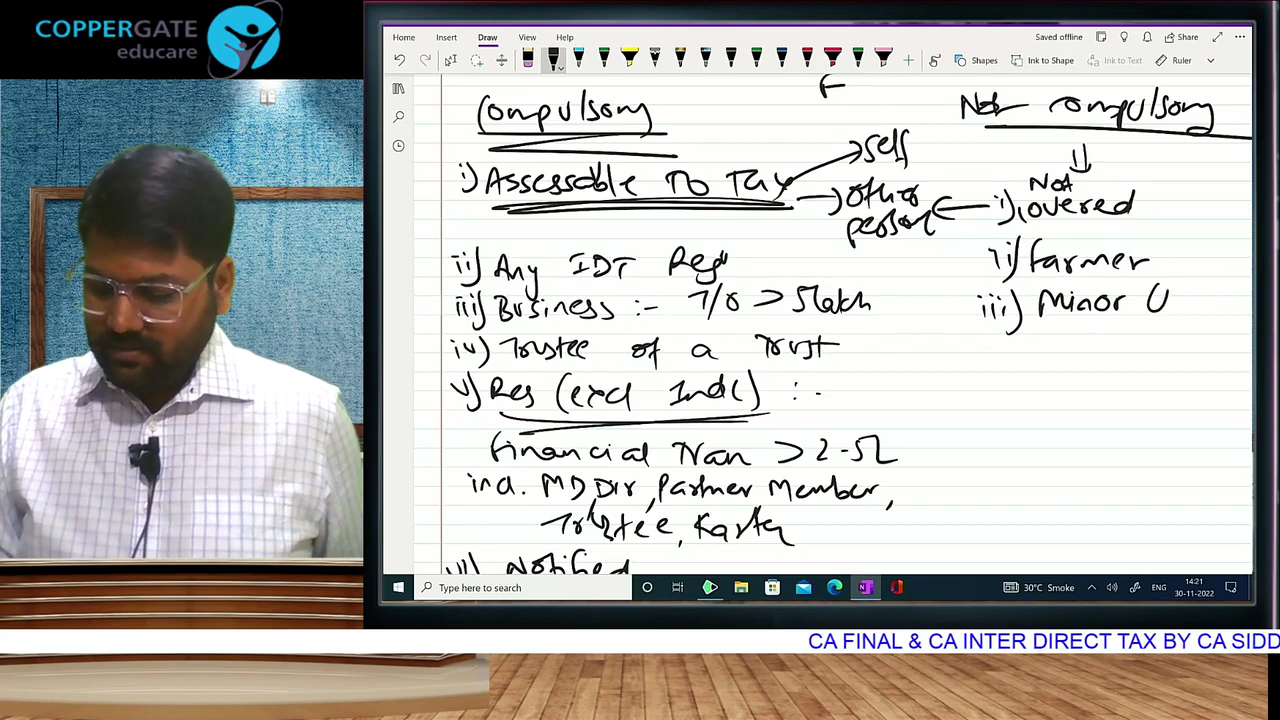 COPPERGATE
educare
Home Insert Draw View Help
Saved offline
Share
Shapes
Ink to Shape
Ink to Text
Math
Ruler
Compulsory
i) Assessable To Tax
self
other
person
ii) Any IDT Reg
iii) Business :- T/O > 5lakh
iv) Trustee of a Trust
v) Res (excl Indl) :-
Financial Tran > 2.5L
incl. MD, Dir, Partner Member,
Trustee, Karta
vi) Notified
Not compulsory
Not
i) covered
ii) Farmer
iii) Minor U
Type here to search
30°C Smoke
ENG
14:21
30-11-2022
CA FINAL & CA INTER DIRECT TAX BY CA SIDD